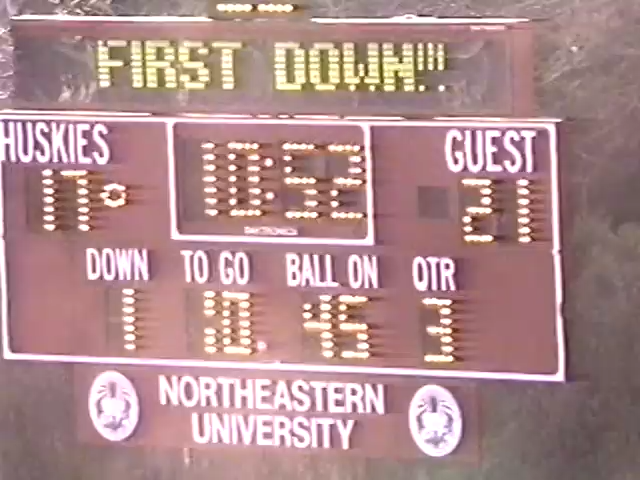 FIRST DOWN!!!
HUSKIES 10:52 GUEST
17 21
DAKTRONICS
DOWN TO GO BALL ON QTR
1 10 45 3
NORTHEASTERN
UNIVERSITY